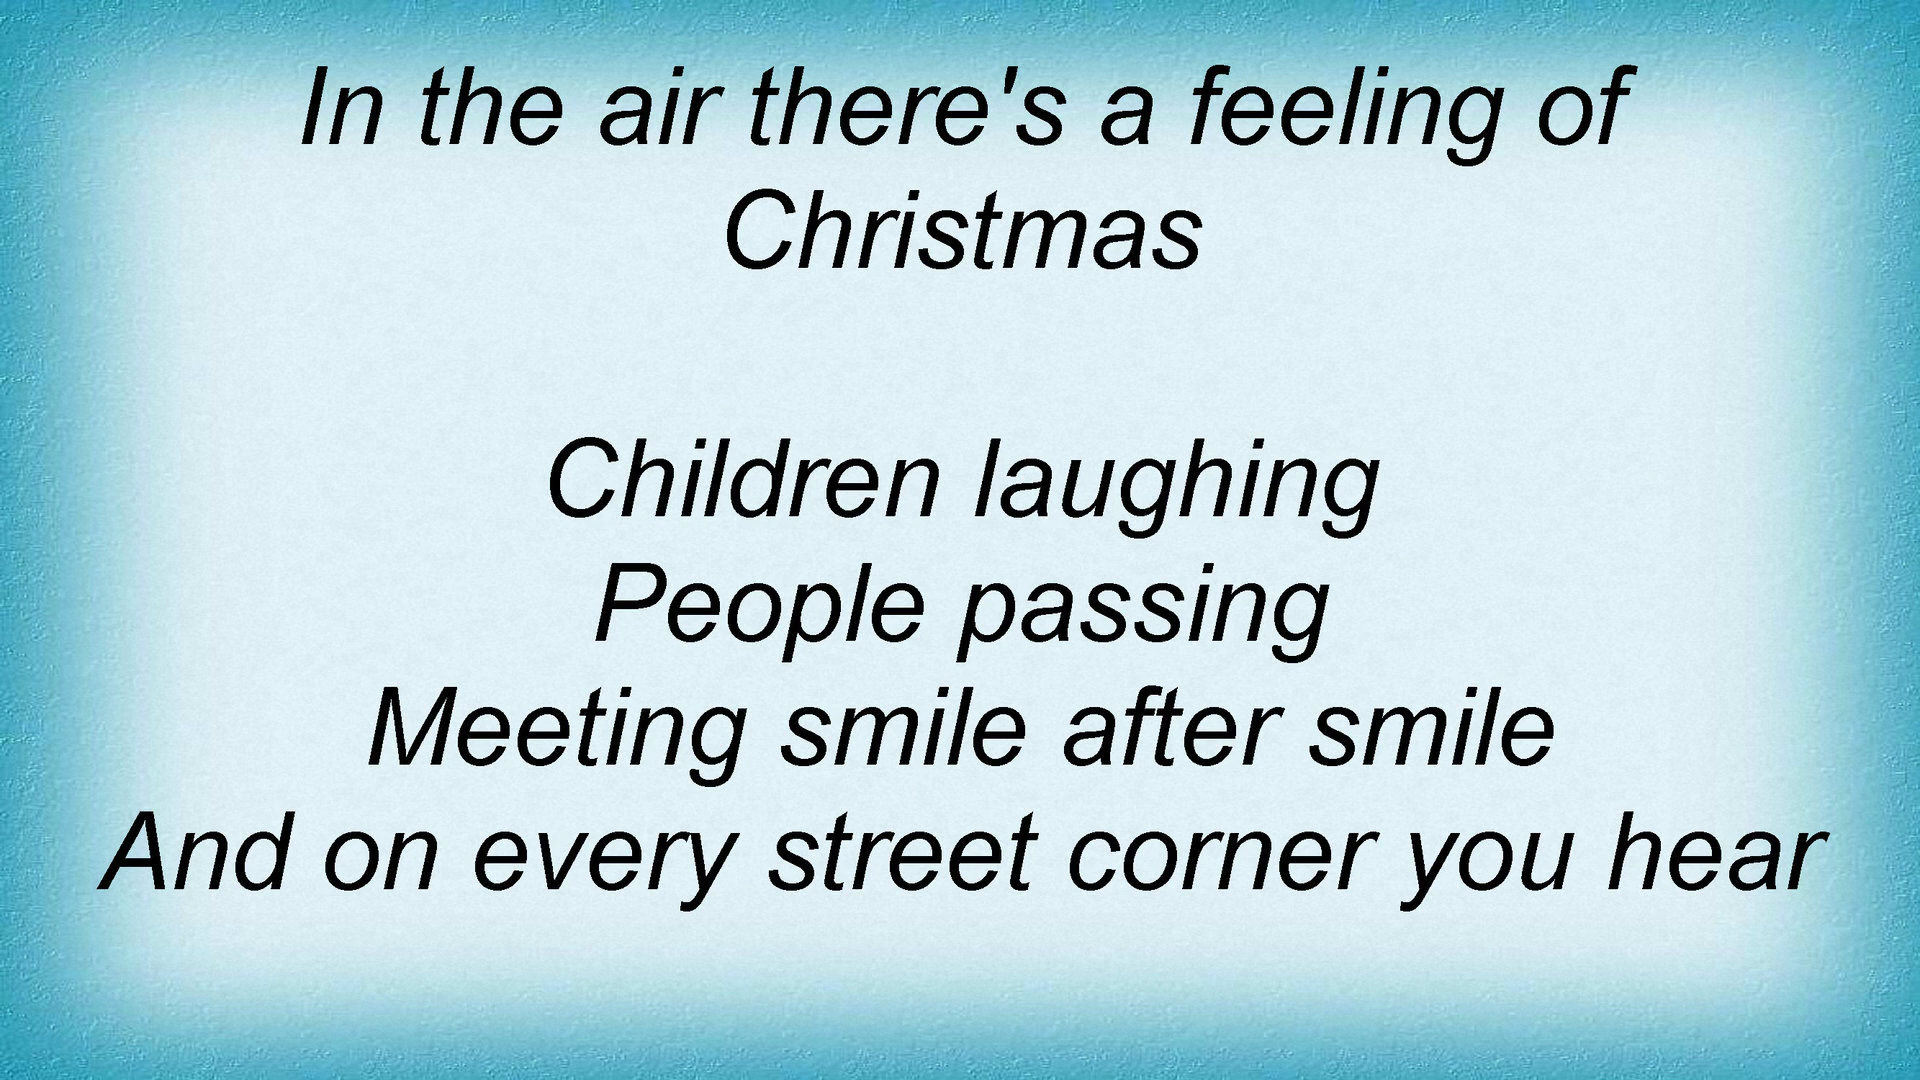 In the air there's a feeling of
Christmas
Children laughing
People passing
Meeting smile after smile
And on every street corner you hear